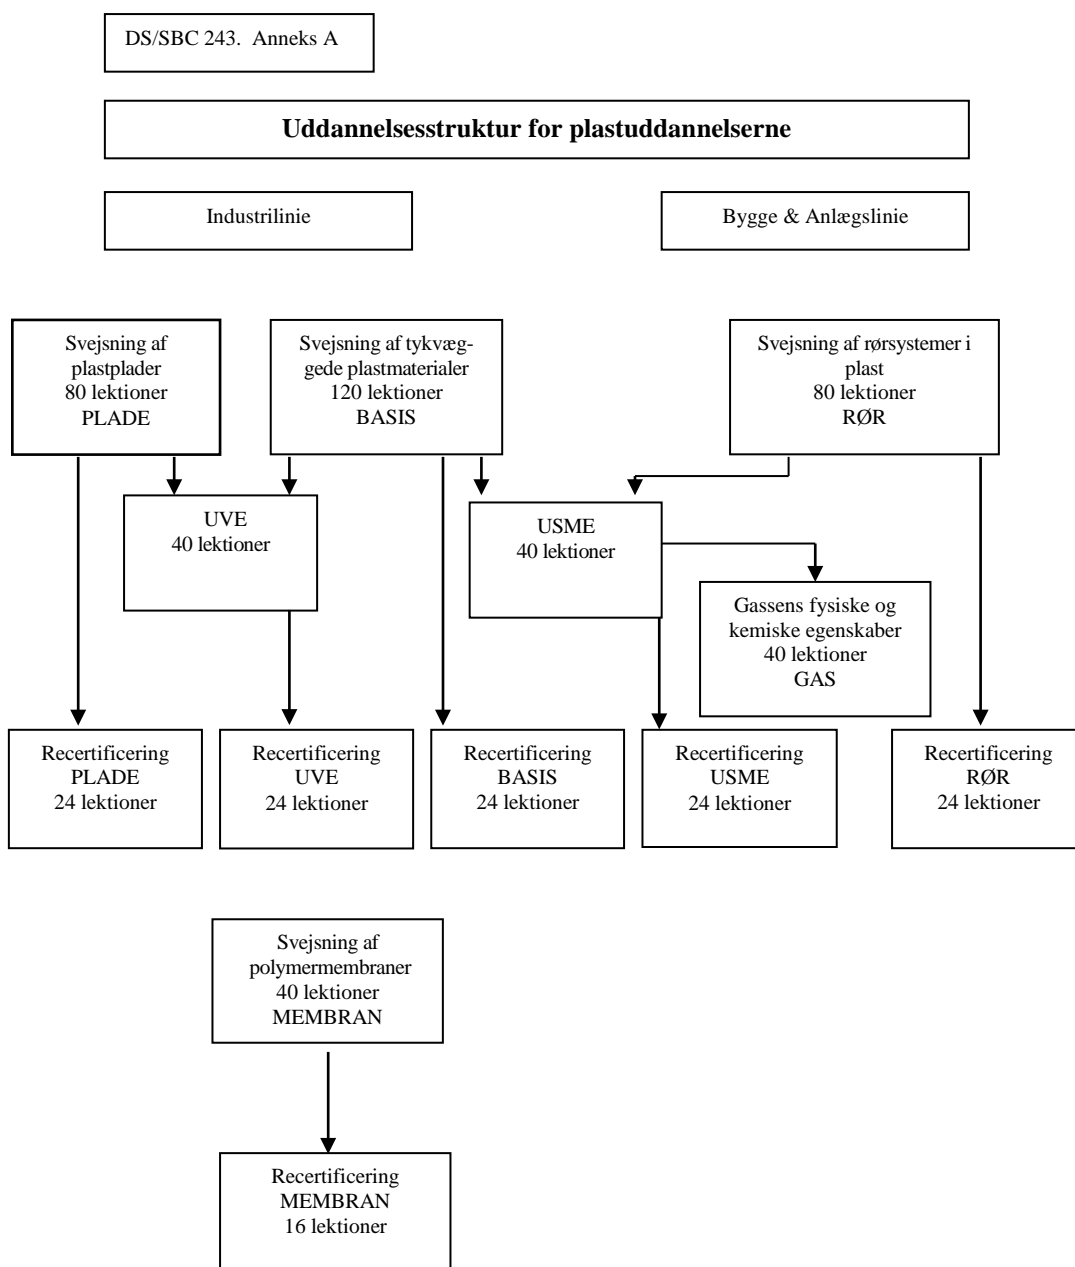 DS/SBC 243. Anneks A
Uddannelsesstruktur for plastuddannelserne
Industrilinie
Bygge & Anlægslinie
Svejsning af
plastplader
80 lektioner
PLADE
Svejsning af tykvæg-
gede plastmaterialer
120 lektioner
BASIS
Svejsning af rørsystemer i
plast
80 lektioner
RØR
UVE
40 lektioner
USME
40 lektioner
Gassens fysiske og
kemiske egenskaber
40 lektioner
GAS
Recertificering
PLADE
24 lektioner
Recertificering
UVE
24 lektioner
Recertificering
BASIS
24 lektioner
Recertificering
USME
24 lektioner
Recertificering
RØR
24 lektioner
Svejsning af
polymermembraner
40 lektioner
MEMBRAN
Recertificering
MEMBRAN
16 lektioner